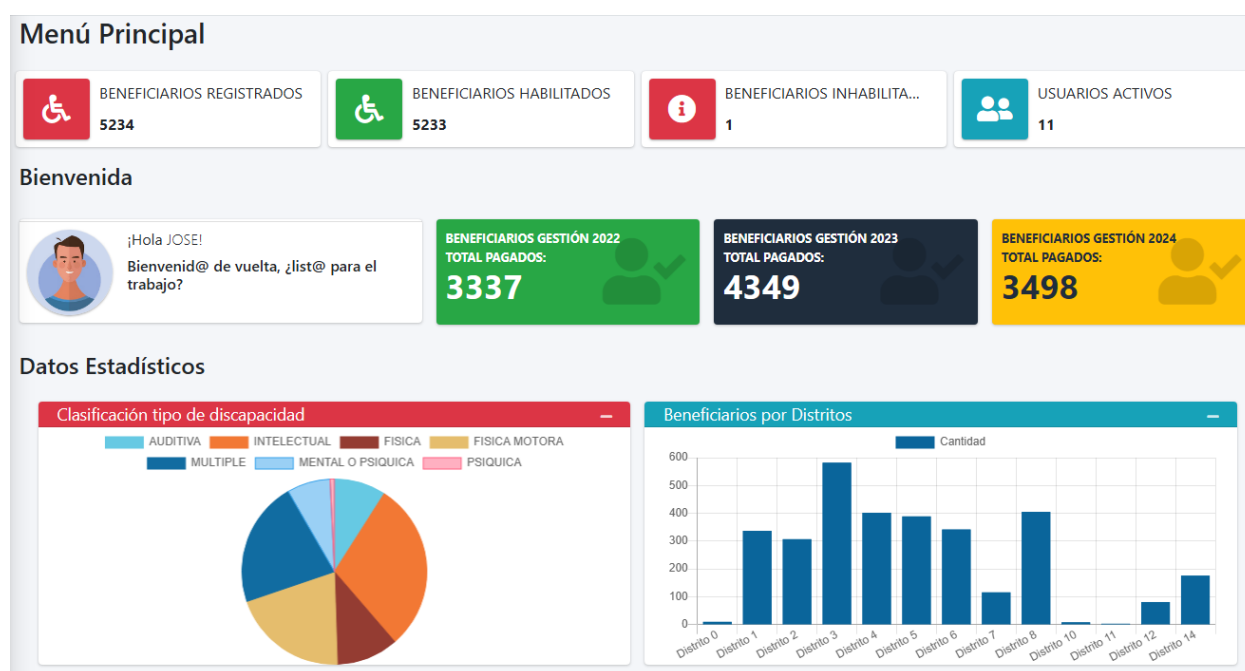 Menú Principal
BENEFICIARIOS REGISTRADOS
5234
BENEFICIARIOS HABILITADOS
5233
BENEFICIARIOS INHABILITA...
1
USUARIOS ACTIVOS
11
Bienvenida
¡Hola JOSE!
Bienvenid@ de vuelta, ¿list@ para el
trabajo?
BENEFICIARIOS GESTIÓN 2022
TOTAL PAGADOS:
3337
BENEFICIARIOS GESTIÓN 2023
TOTAL PAGADOS:
4349
BENEFICIARIOS GESTIÓN 2024
TOTAL PAGADOS:
3498
Datos Estadísticos
Clasificación tipo de discapacidad
AUDITIVA INTELECTUAL FISICA FISICA MOTORA
MULTIPLE MENTAL O PSIQUICA PSIQUICA
Beneficiarios por Distritos
Cantidad
600
500
400
300
200
100
0
Distrito 0 Distrito 1 Distrito 2 Distrito 3 Distrito 4 Distrito 5 Distrito 6 Distrito 7 Distrito 8 Distrito 10 Distrito 11 Distrito 12 Distrito 14